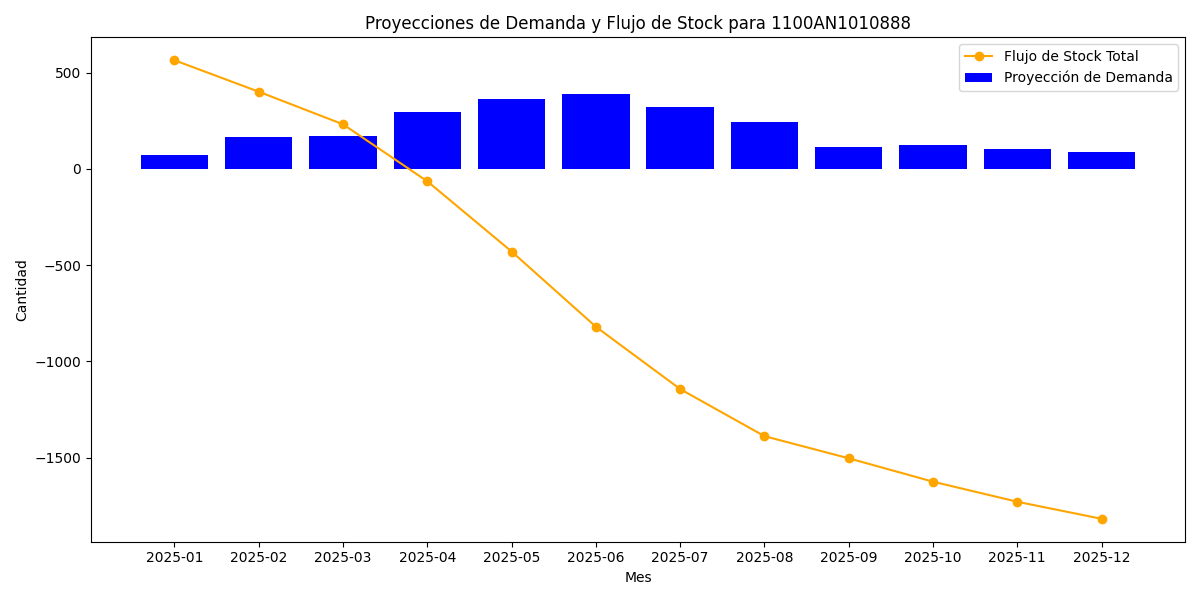 Proyecciones de Demanda y Flujo de Stock para 1100AN1010888
Flujo de Stock Total
Proyección de Demanda
Cantidad
500
0
−500
−1000
−1500
2025-01 2025-02 2025-03 2025-04 2025-05 2025-06 2025-07 2025-08 2025-09 2025-10 2025-11 2025-12
Mes